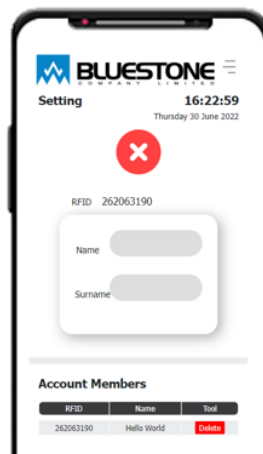 BLUESTONE
COMPANY LIMITED
Setting 16:22:59
Thursday 30 June 2022
RFID 262063190
Name
Surname
Account Members
RFID Name Tool
262063190 Hello World Delete